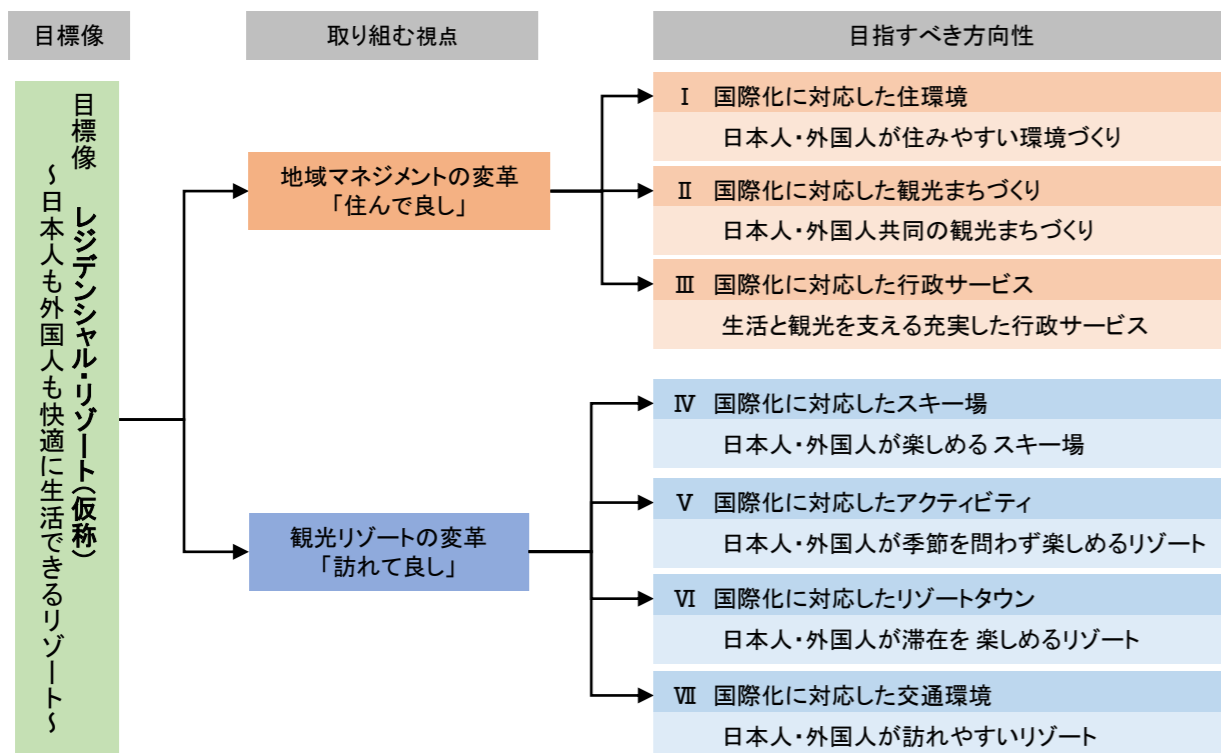 目標像
取り組む視点
目指すべき方向性
目標像 レジデンシャル・リゾート(仮称)
~日本人も外国人も快適に生活できるリゾート~
地域マネジメントの変革
「住んで良し」
Ⅰ 国際化に対応した住環境
日本人・外国人が住みやすい環境づくり
Ⅱ 国際化に対応した観光まちづくり
日本人・外国人共同の観光まちづくり
Ⅲ 国際化に対応した行政サービス
生活と観光を支える充実した行政サービス
観光リゾートの変革
「訪れて良し」
Ⅳ 国際化に対応したスキー場
日本人・外国人が楽しめる スキー場
Ⅴ 国際化に対応したアクティビティ
日本人・外国人が季節を問わず楽しめるリゾート
Ⅵ 国際化に対応したリゾートタウン
日本人・外国人が滞在を 楽しめるリゾート
Ⅶ 国際化に対応した交通環境
日本人・外国人が訪れやすいリゾート